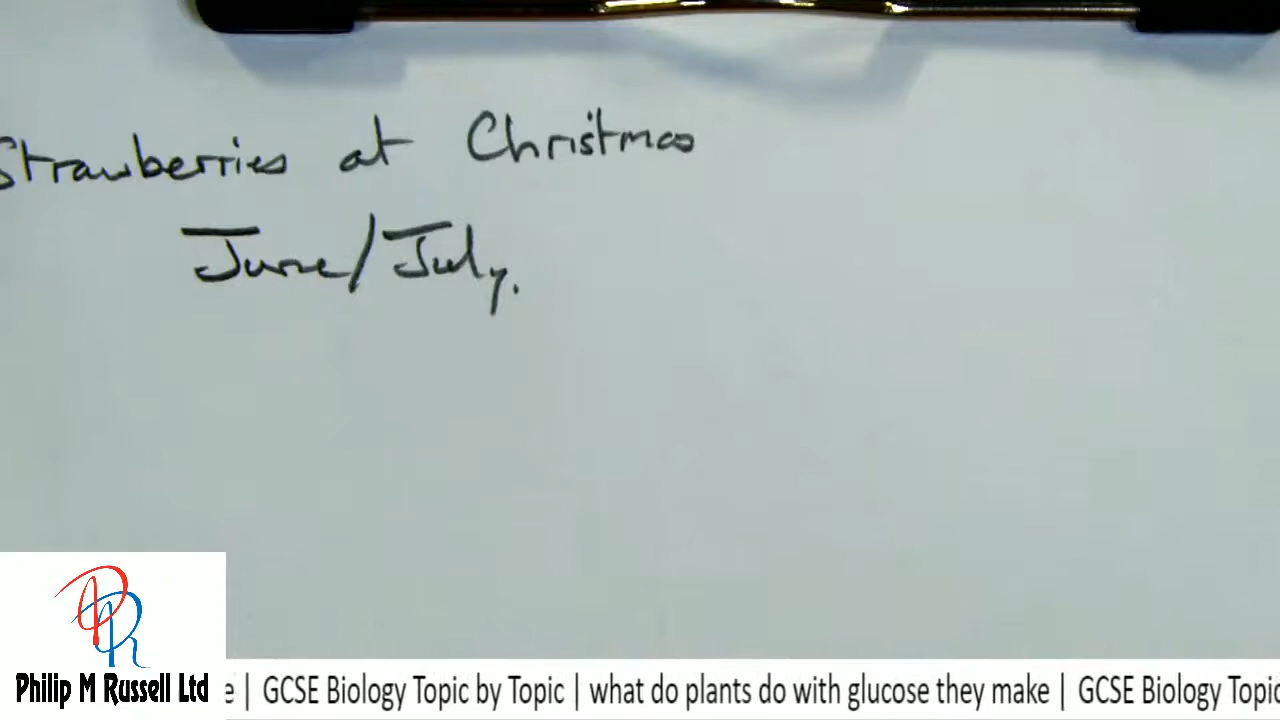 Strawberries at Christmas
June/July.
Philip M Russell Ltd
e | GCSE Biology Topic by Topic | what do plants do with glucose they make | GCSE Biology Topic